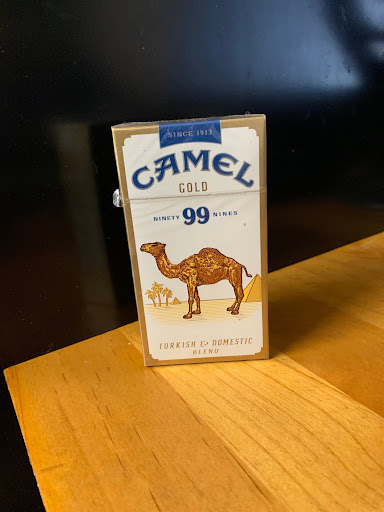 SINCE 1913
CAMEL
GOLD
NINETY 99 NINES
TURKISH & DOMESTIC
BLEND